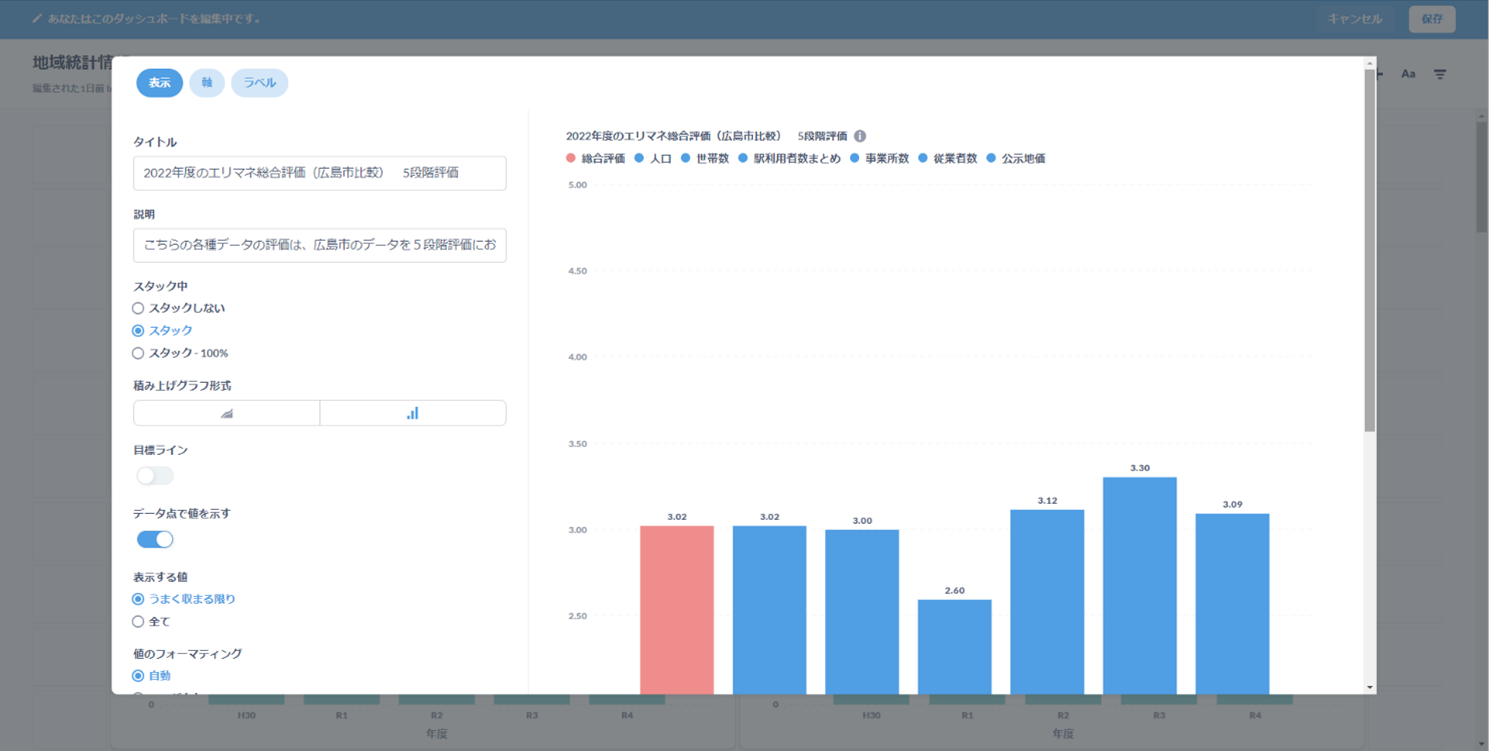 あなたはこのダッシュボードを編集中です。
キャンセル
保存
地域統計情
編集された1日前
Aa
表示
軸
ラベル
タイトル
2022年度のエリマネ総合評価（広島市比較）　5段階評価
説明
こちらの各種データの評価は、広島市のデータを５段階評価にお
スタック中
スタックしない
スタック
スタック - 100%
積み上げグラフ形式
目標ライン
データ点で値を示す
表示する値
うまく収まる限り
全て
値のフォーマティング
自動
2022年度のエリマネ総合評価（広島市比較）　5段階評価
総合評価 人口 世帯数 駅利用者数まとめ 事業所数 従業者数 公示地価
5.00
4.50
4.00
3.50
3.00
2.50
3.02
3.02
3.00
2.60
3.12
3.30
3.09
0
H30 R1 R2 R3 R4
年度
0
H30 R1 R2 R3 R4
年度